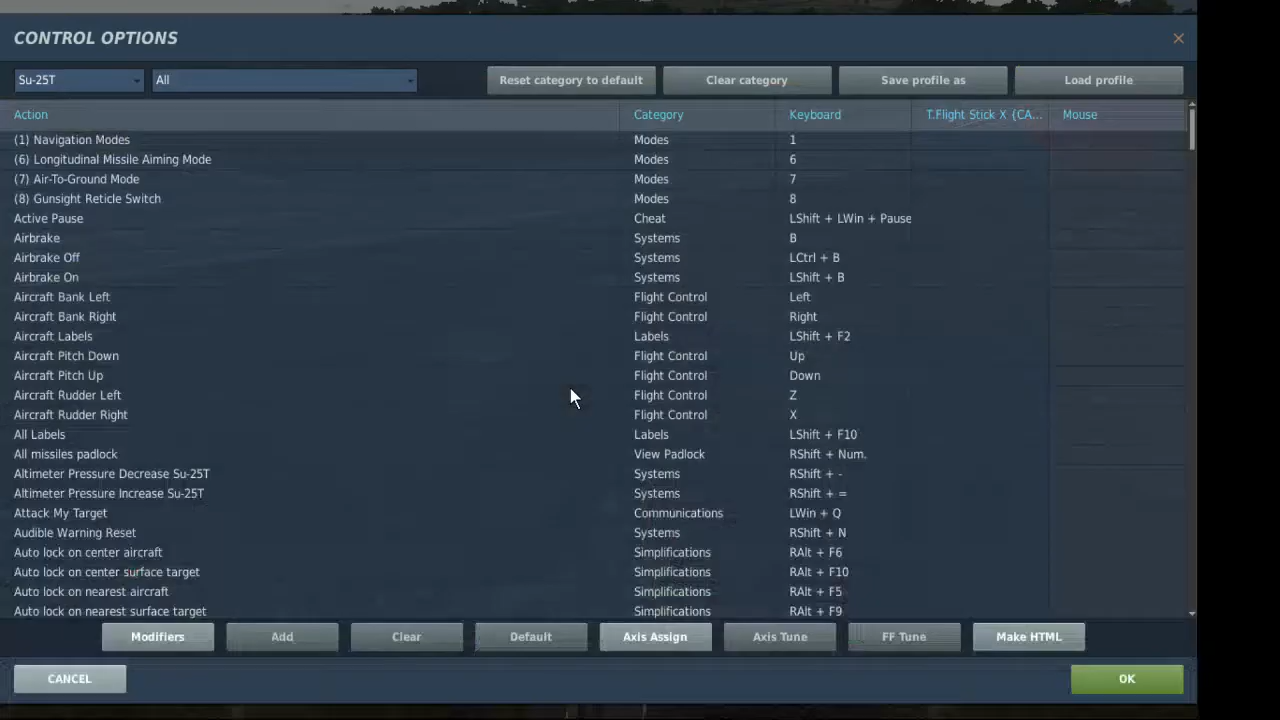 CONTROL OPTIONS
Su-25T All Reset category to default Clear category Save profile as Load profile
Action Category Keyboard T.Flight Stick X {CA... Mouse
(1) Navigation Modes Modes 1
(6) Longitudinal Missile Aiming Mode Modes 6
(7) Air-To-Ground Mode Modes 7
(8) Gunsight Reticle Switch Modes 8
Active Pause Cheat LShift + LWin + Pause
Airbrake Systems B
Airbrake Off Systems LCtrl + B
Airbrake On Systems LShift + B
Aircraft Bank Left Flight Control Left
Aircraft Bank Right Flight Control Right
Aircraft Labels Labels LShift + F2
Aircraft Pitch Down Flight Control Up
Aircraft Pitch Up Flight Control Down
Aircraft Rudder Left Flight Control Z
Aircraft Rudder Right Flight Control X
All Labels Labels LShift + F10
All missiles padlock View Padlock RShift + Num.
Altimeter Pressure Decrease Su-25T Systems RShift + -
Altimeter Pressure Increase Su-25T Systems RShift + =
Attack My Target Communications LWin + Q
Audible Warning Reset Systems RShift + N
Auto lock on center aircraft Simplifications RAlt + F6
Auto lock on center surface target Simplifications RAlt + F10
Auto lock on nearest aircraft Simplifications RAlt + F5
Auto lock on nearest surface target Simplifications RAlt + F9
Modifiers Add Clear Default Axis Assign Axis Tune FF Tune Make HTML
CANCEL OK